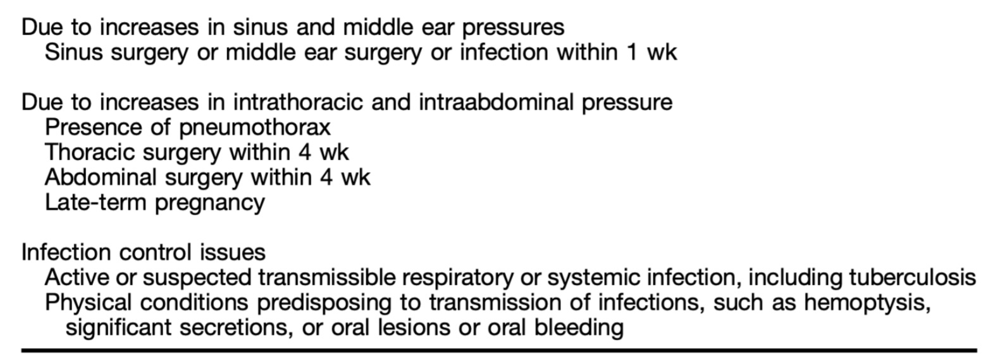 Due to increases in sinus and middle ear pressures
Sinus surgery or middle ear surgery or infection within 1 wk
Due to increases in intrathoracic and intraabdominal pressure
Presence of pneumothorax
Thoracic surgery within 4 wk
Abdominal surgery within 4 wk
Late-term pregnancy
Infection control issues
Active or suspected transmissible respiratory or systemic infection, including tuberculosis
Physical conditions predisposing to transmission of infections, such as hemoptysis,
significant secretions, or oral lesions or oral bleeding